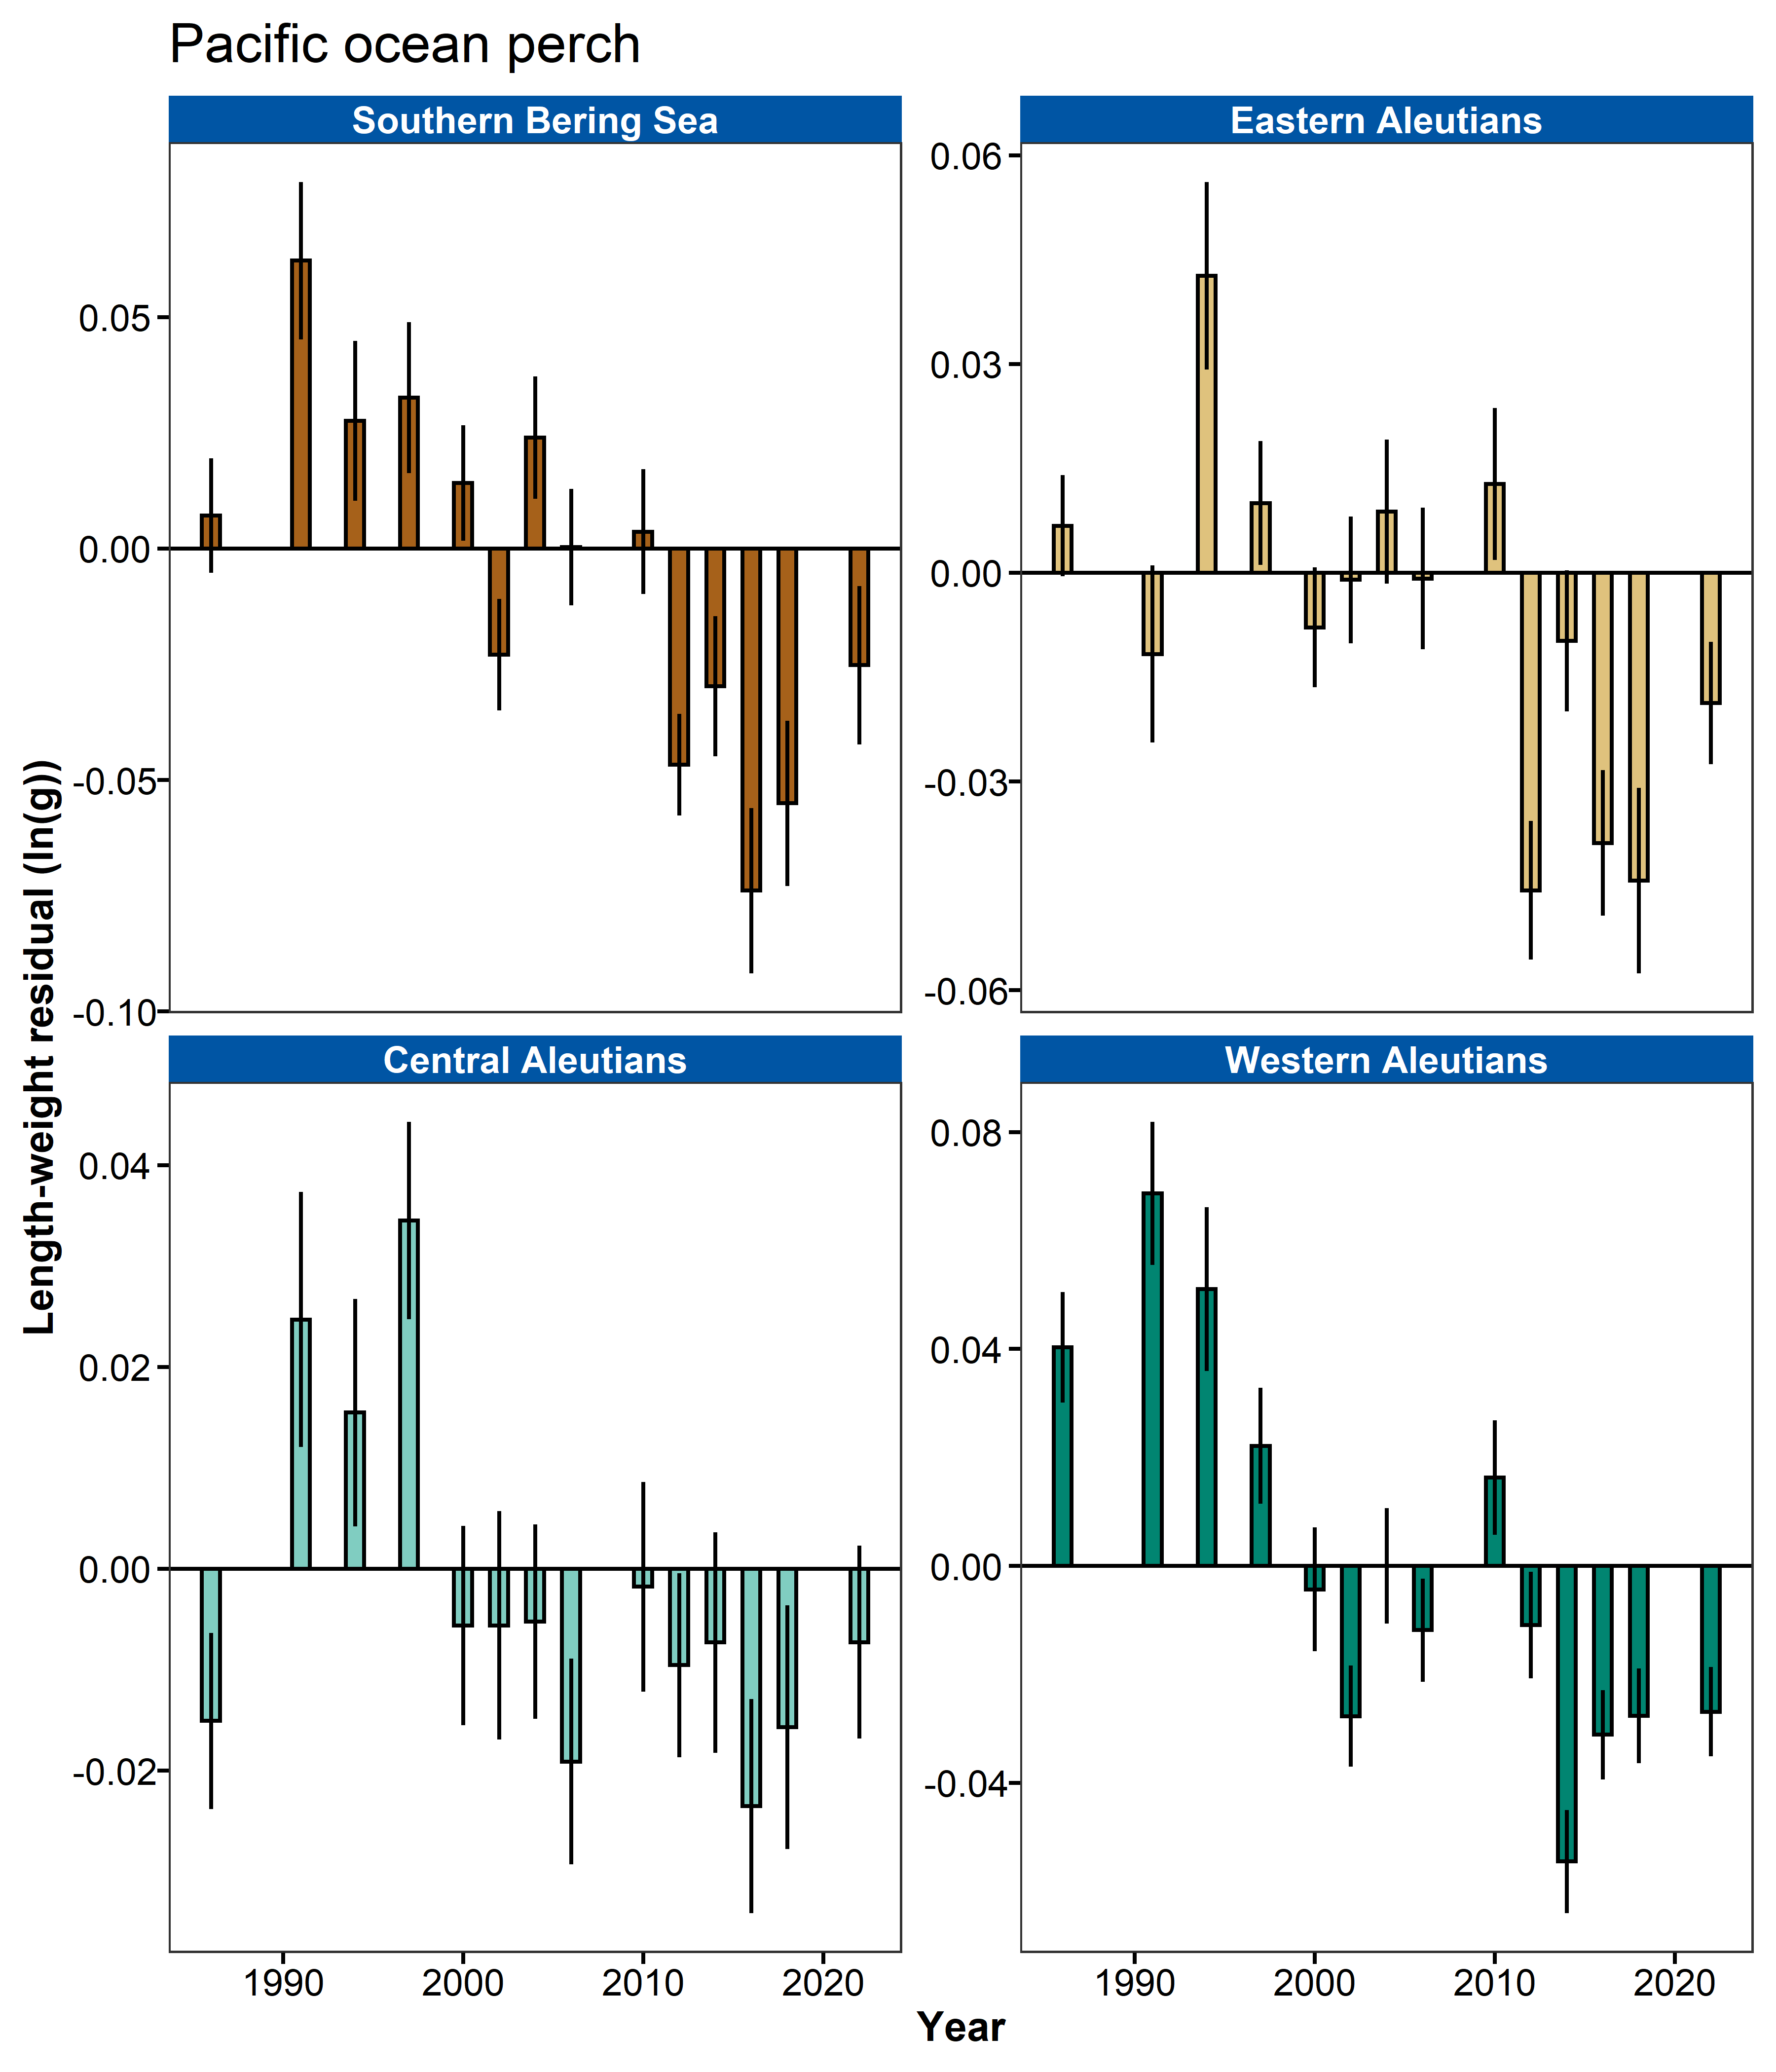 Pacific ocean perch
Southern Bering Sea
Eastern Aleutians
0.05
0.00
-0.05
-0.10
0.06
0.03
0.00
-0.03
-0.06
Central Aleutians
Western Aleutians
0.04
0.02
0.00
-0.02
0.08
0.04
0.00
-0.04
1990 2000 2010 2020
1990 2000 2010 2020
Length-weight residual (ln(g))
Year